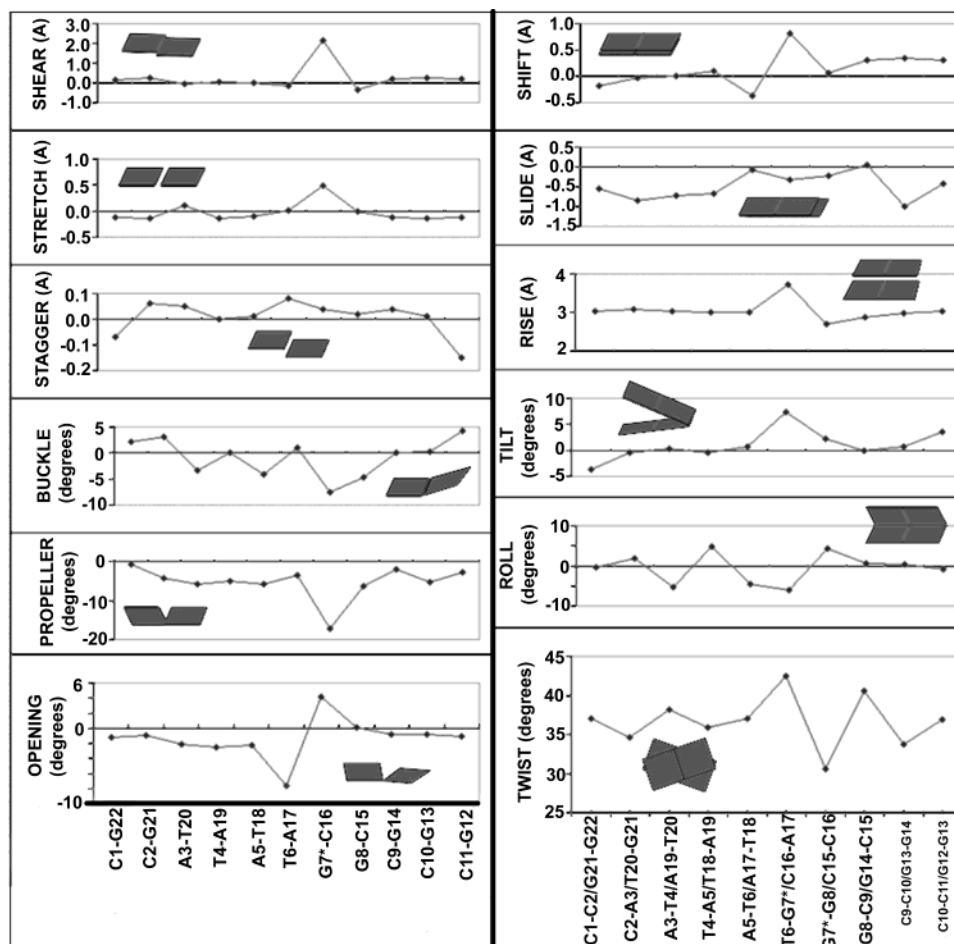 SHEAR (A)
3.0
2.0
1.0
0.0
-1.0
STRETCH (A)
1.0
0.5
0.0
-0.5
STAGGER (A)
0.1
0.0
-0.1
-0.2
BUCKLE
(degrees)
5
0
-5
-10
PROPELLER
(degrees)
0
-10
-20
OPENING
(degrees)
6
0
-10
C1-G22
C2-G21
A3-T20
T4-A19
A5-T18
T6-A17
G7*-C16
G8-C15
C9-G14
C10-G13
C11-G12
SHIFT (A)
1.0
0.5
0.0
-0.5
SLIDE (A)
0.5
0.0
-0.5
-1.0
-1.5
RISE (A)
4
3
2
TILT
(degrees)
10
5
0
-5
ROLL
(degrees)
10
0
-10
TWIST (degrees)
45
40
35
30
25
C1-C2/G21-G22
C2-A3/T20-G21
A3-T4/A19-T20
T4-A5/T18-A19
A5-T6/A17-T18
T6-G7*/C16-A17
G7*-G8/C15-C16
G8-C9/G14-C15
C9-C10/G13-G14
C10-C11/G12-G13